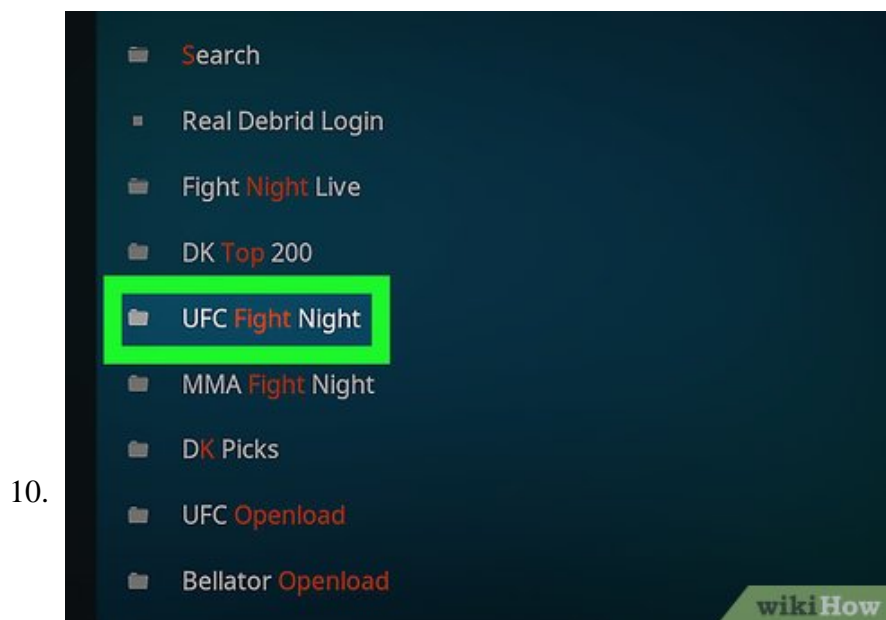 Search
Real Debrid Login
Fight Night Live
DK Top 200
UFC Fight Night
MMA Fight Night
DK Picks
10.
UFC Openload
Bellator Openload
wikiHow